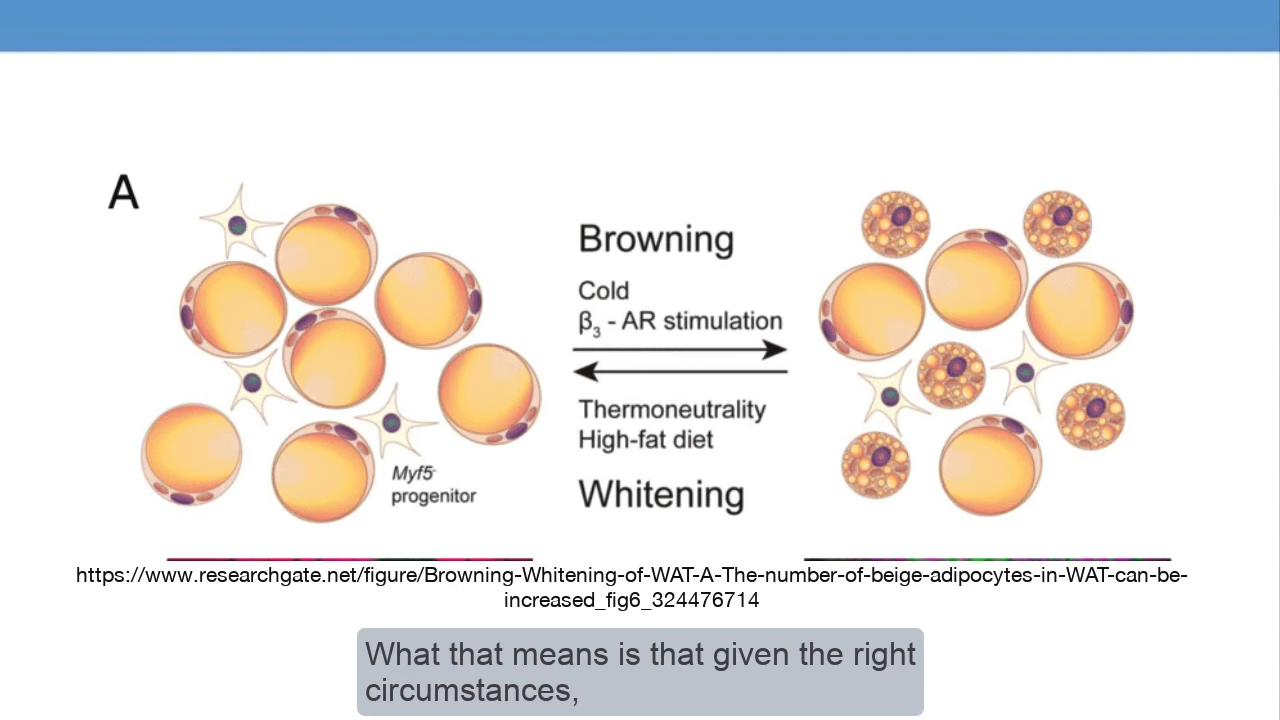 A
Browning
Cold
β₃ - AR stimulation
Thermoneutrality
High-fat diet
Whitening
Myf5⁻
progenitor
https://www.researchgate.net/figure/Browning-Whitening-of-WAT-A-The-number-of-beige-adipocytes-in-WAT-can-be-
increased_fig6_324476714
What that means is that given the right
circumstances,